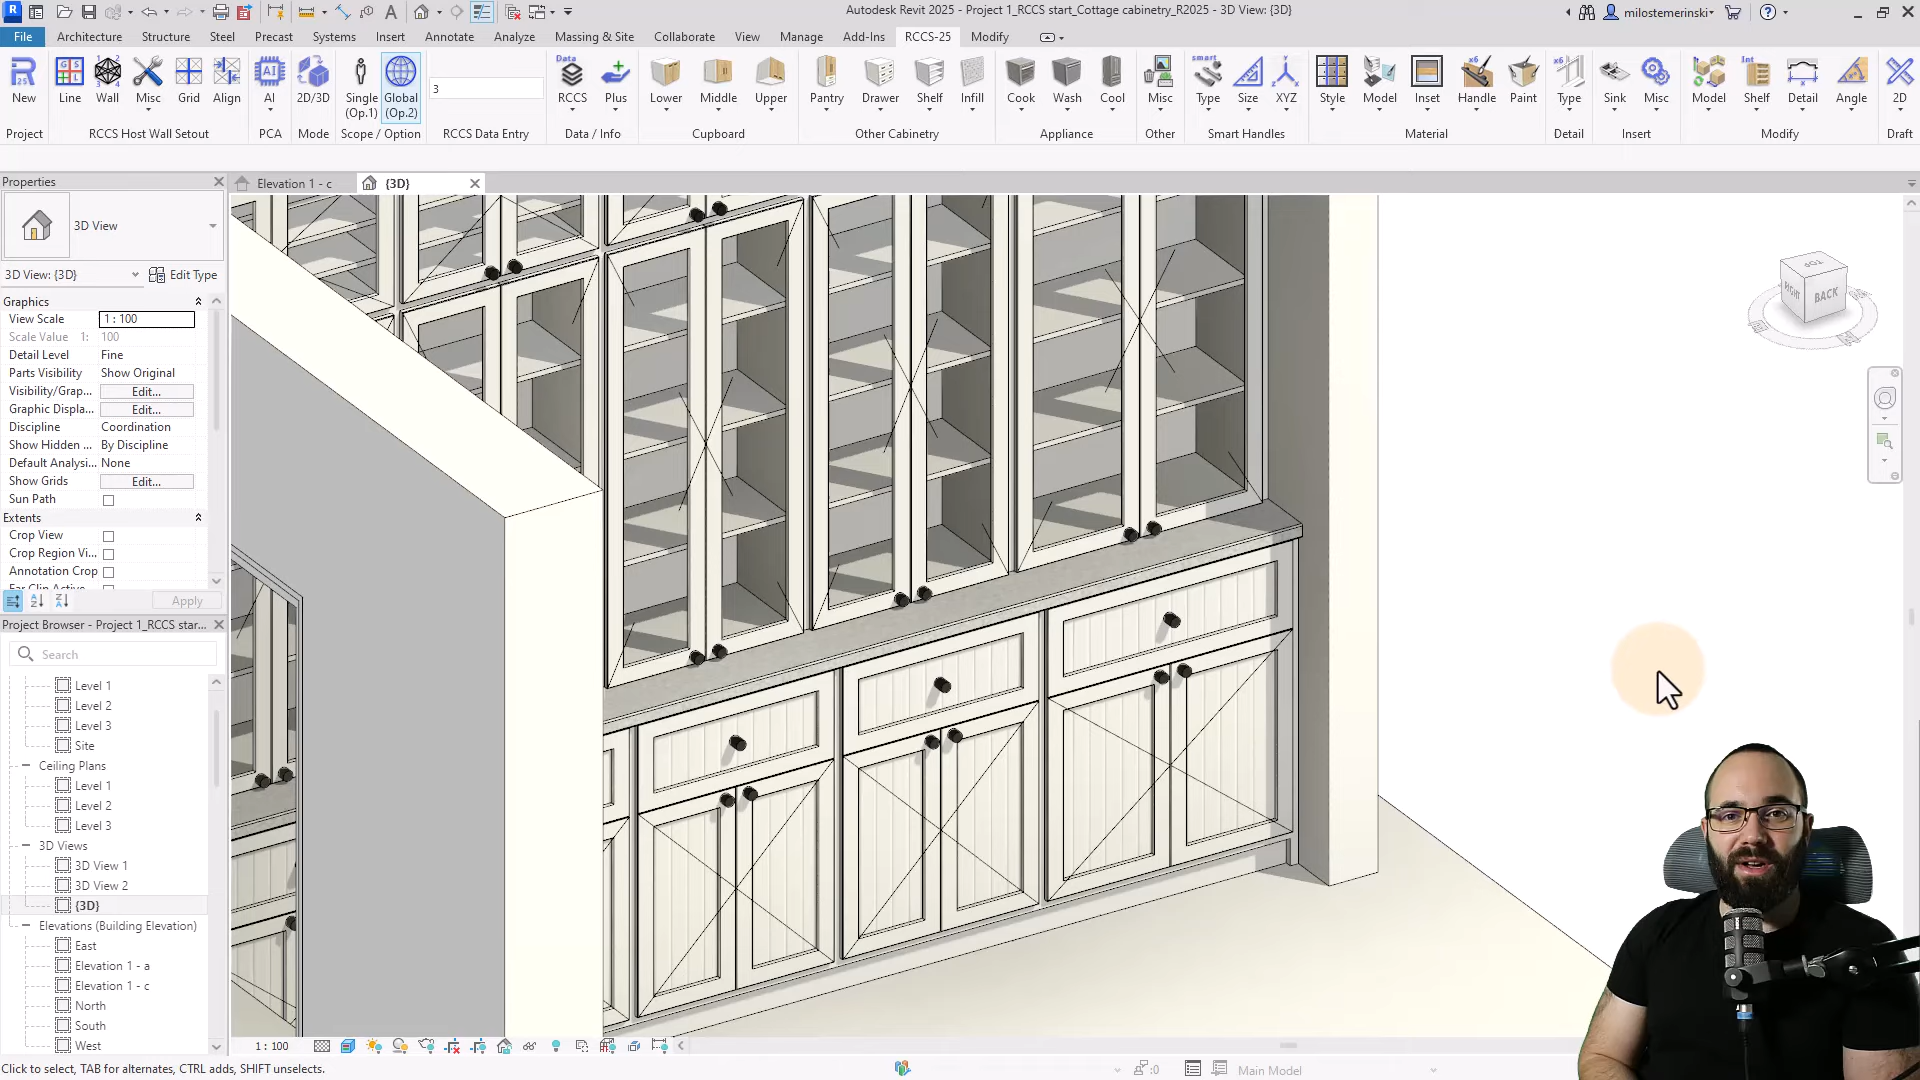 Autodesk Revit 2025 - Project 1_RCCS start_Cottage cabinetry_R2025 - 3D View: {3D}
milostemerinski
File Architecture Structure Steel Precast Systems Insert Annotate Analyze Massing & Site Collaborate View Manage Add-Ins RCCS-25 Modify
New Line Wall Misc Grid Align AI 2D/3D Single (Op.1) Global (Op.2) 3 RCCS Plus Lower Middle Upper Pantry Drawer Shelf Infill Cook Wash Cool Misc Type Size XYZ Style Model Inset Handle Paint Type Sink Misc Model Shelf Detail Angle 2D
Project RCCS Host Wall Setout PCA Mode Scope / Option RCCS Data Entry Data / Info Cupboard Other Cabinetry Appliance Other Smart Handles Material Detail Insert Modify Draft
Properties
Elevation 1 - c
{3D}
3D View
3D View: {3D}
Edit Type
Graphics
View Scale 1 : 100
Scale Value 1: 100
Detail Level Fine
Parts Visibility Show Original
Visibility/Grap... Edit...
Graphic Displa... Edit...
Discipline Coordination
Show Hidden ... By Discipline
Default Analysi... None
Show Grids Edit...
Sun Path
Extents
Crop View
Crop Region Vi...
Annotation Crop
Far Clip Active
Apply
Project Browser - Project 1_RCCS star...
Search
Level 1
Level 2
Level 3
Site
Ceiling Plans
Level 1
Level 2
Level 3
3D Views
3D View 1
3D View 2
{3D}
Elevations (Building Elevation)
East
Elevation 1 - a
Elevation 1 - c
North
South
West
TOP
RIGHT
BACK
1 : 100
Click to select, TAB for alternates, CTRL adds, SHIFT unselects.
:0
Main Model